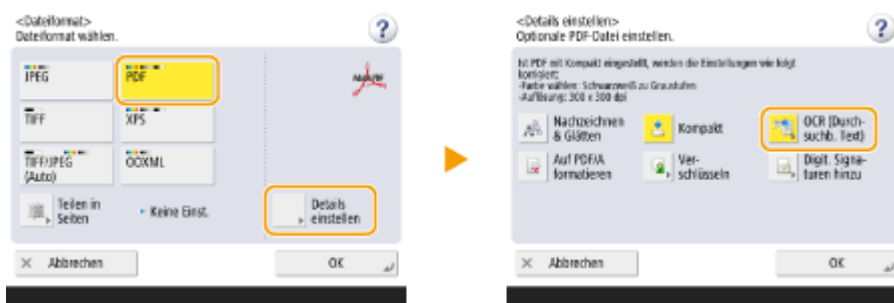 <Dateiformat>
Dateiformat wählen.
?
JPEG
PDF
TIFF
XPS
TIFF/JPEG
(Auto)
OOXML
Teilen in
Seiten
Keine Einst.
Details
einstellen
Abbrechen
OK
<Details einstellen>
Optionale PDF-Datei einstellen.
?
Ist PDF mit Kompakt eingestellt, werden die Einstellungen wie folgt
korrigiert:
-Farbe wählen: Schwarzweiß zu Graustufen
-Auflösung: 300 x 300 dpi
Nachzeichnen
& Glätten
Kompakt
OCR (Durch-
suchb. Text)
Auf PDF/A
formatieren
Ver-
schlüsseln
Digit. Signa-
turen hinzu
Abbrechen
OK